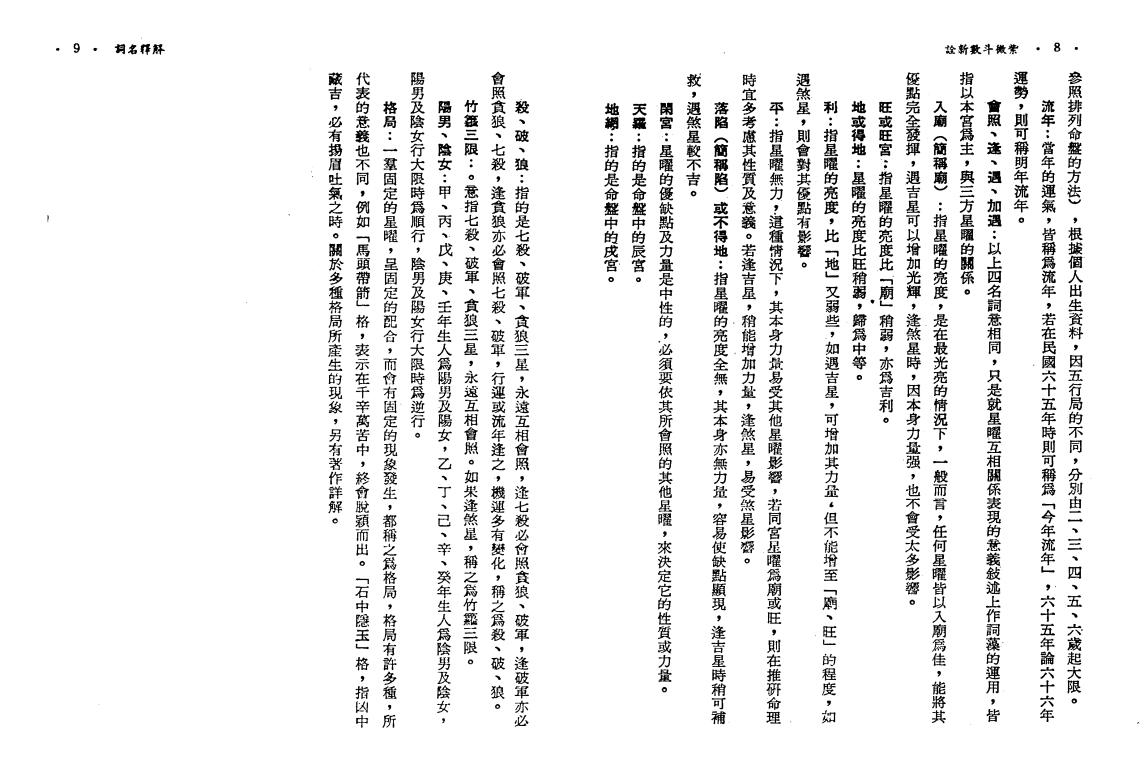 紫微斗數新詮 · 8 ·
參照排列命盤的方法），根據個人出生資料，因五行局的不同，分別由二、三、四、五、六歲起大限。
流年：當年的運氣，皆稱爲流年，若在民國六十五年時則可稱爲「今年流年」，六十五年論六十六年
運勢，則可稱明年流年。
會照、逢、遇、加遇：以上四名詞意相同，只是就星曜互相關係表現的意義敍述上作詞藻的運用，皆
指以本宮爲主，與三方星曜的關係。
入廟（簡稱廟）：指星曜的亮度，是在最光亮的情況下，一般而言，任何星曜皆以入廟爲佳，能將其
優點完全發揮，遇吉星可以增加光輝，逢煞星時，因本身力量强，也不會受太多影響。
旺或旺宮：指星曜的亮度比「廟」稍弱，亦爲吉利。
地或得地：星曜的亮度比旺稍弱，歸爲中等。
利：指星曜的亮度，比「地」又弱些，如遇吉星，可增加其力量，但不能增至「廟、旺」的程度，如
遇煞星，則會對其優點有影響。
平：指星曜無力，這種情況下，其本身力量易受其他星曜影響，若同宮星曜爲廟或旺，則在推研命理
時宜多考慮其性質及意義。若逢吉星，稍能增加力量，逢煞星，易受煞星影響。
落陷（簡稱陷）或不得地：指星曜的亮度全無，其本身亦無力量，容易使缺點顯現，逢吉星時稍可補
救，遇煞星較不吉。
閑宮：星曜的優缺點及力量是中性的，必須要依其所會照的其他星曜，來決定它的性質或力量。
天羅：指的是命盤中的辰宮。
地網：指的是命盤中的戌宮。
· 9 · 詞名釋解
殺、破、狼：指的是七殺、破軍、貪狼三星，永遠互相會照，逢七殺必會照貪狼、破軍，逢破軍亦必
會照貪狼、七殺，逢貪狼亦必會照七殺、破軍，行運或流年逢之，機運多有變化，稱之爲殺、破、狼。
竹籮三限：。意指七殺、破軍、貪狼三星，永遠互相會照。如果逢煞星，稱之爲竹籮三限。
陽男、陰女：甲、丙、戊、庚、壬年生人爲陽男及陽女，乙、丁、己、辛、癸年生人爲陰男及陰女，
陽男及陰女行大限時爲順行，陰男及陽女行大限時爲逆行。
格局：一羣固定的星曜，呈固定的配合，而會有固定的現象發生，都稱之爲格局，格局有許多種，所
代表的意義也不同，例如「馬頭帶箭」格，表示在千辛萬苦中，終會脫穎而出。「石中隱玉」格，指凶中
藏吉，必有揚眉吐氣之時。關於多種格局所產生的現象，另有著作詳解。